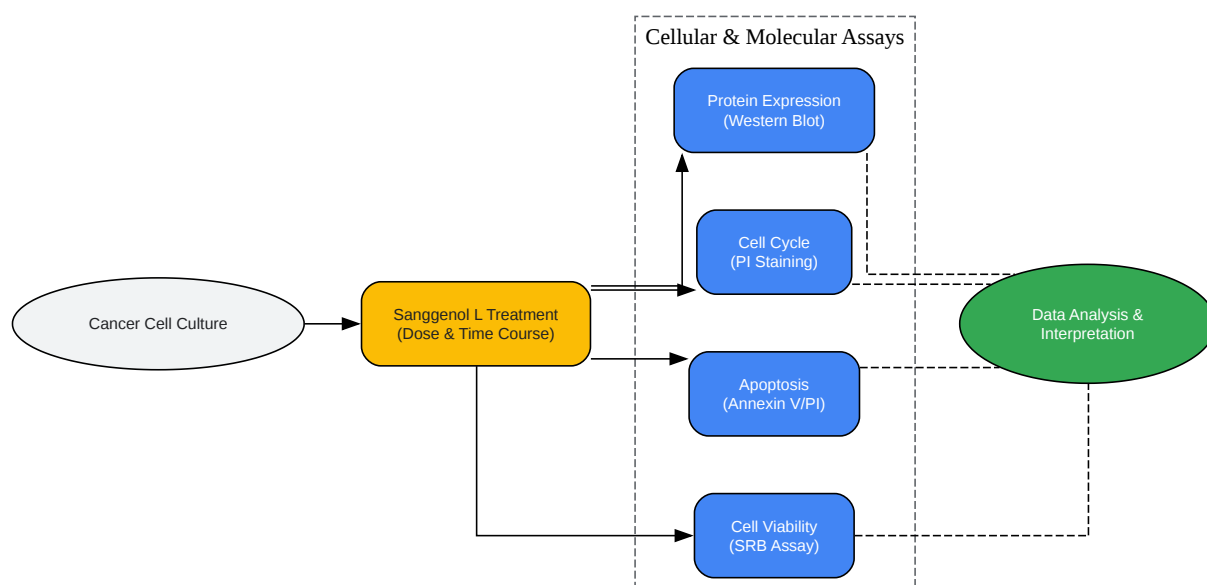 Cellular & Molecular Assays
Protein Expression
(Western Blot)
Cell Cycle
(PI Staining)
Cancer Cell Culture
Sanggenol L Treatment
(Dose & Time Course)
Data Analysis &
Interpretation
Apoptosis
(Annexin V/PI)
Cell Viability
(SRB Assay)